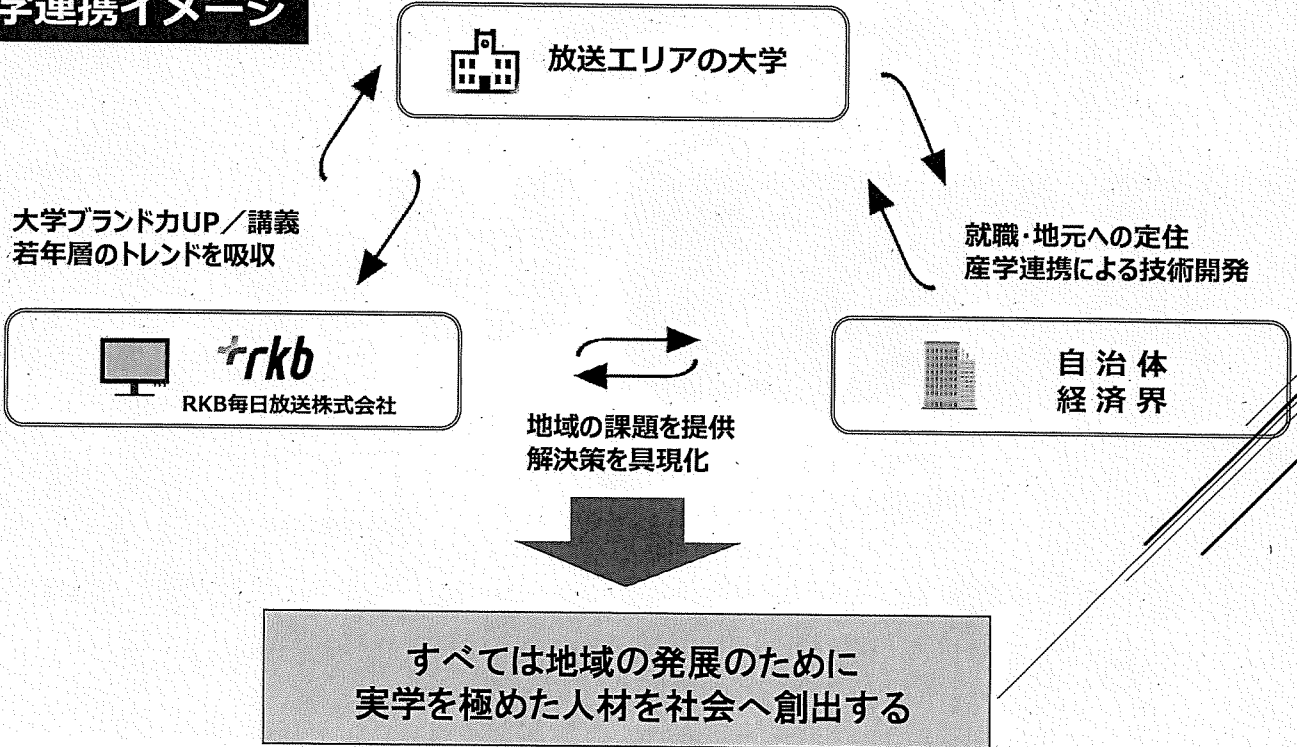 学連携イメージ
放送エリアの大学
大学ブランド力UP/講義
若年層のトレンドを吸収
就職・地元への定住
産学連携による技術開発
rkb
RKB毎日放送株式会社
自治体
経済界
地域の課題を提供
解決策を具現化
すべては地域の発展のために
実学を極めた人材を社会へ創出する